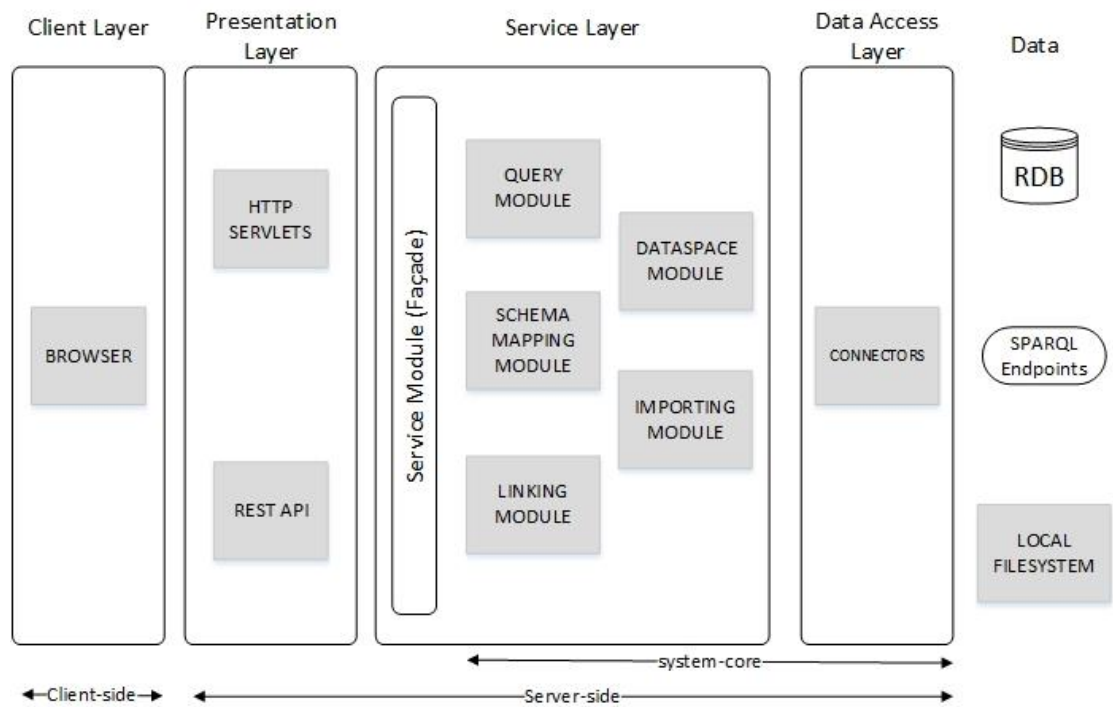 Client Layer
Presentation
Layer
Service Layer
Data Access
Layer
Data
BROWSER
HTTP
SERVLETS
REST API
Service Module (Façade)
QUERY
MODULE
SCHEMA
MAPPING
MODULE
LINKING
MODULE
DATASPACE
MODULE
IMPORTING
MODULE
CONNECTORS
RDB
SPARQL
Endpoints
LOCAL
FILESYSTEM
system-core
Client-side
Server-side